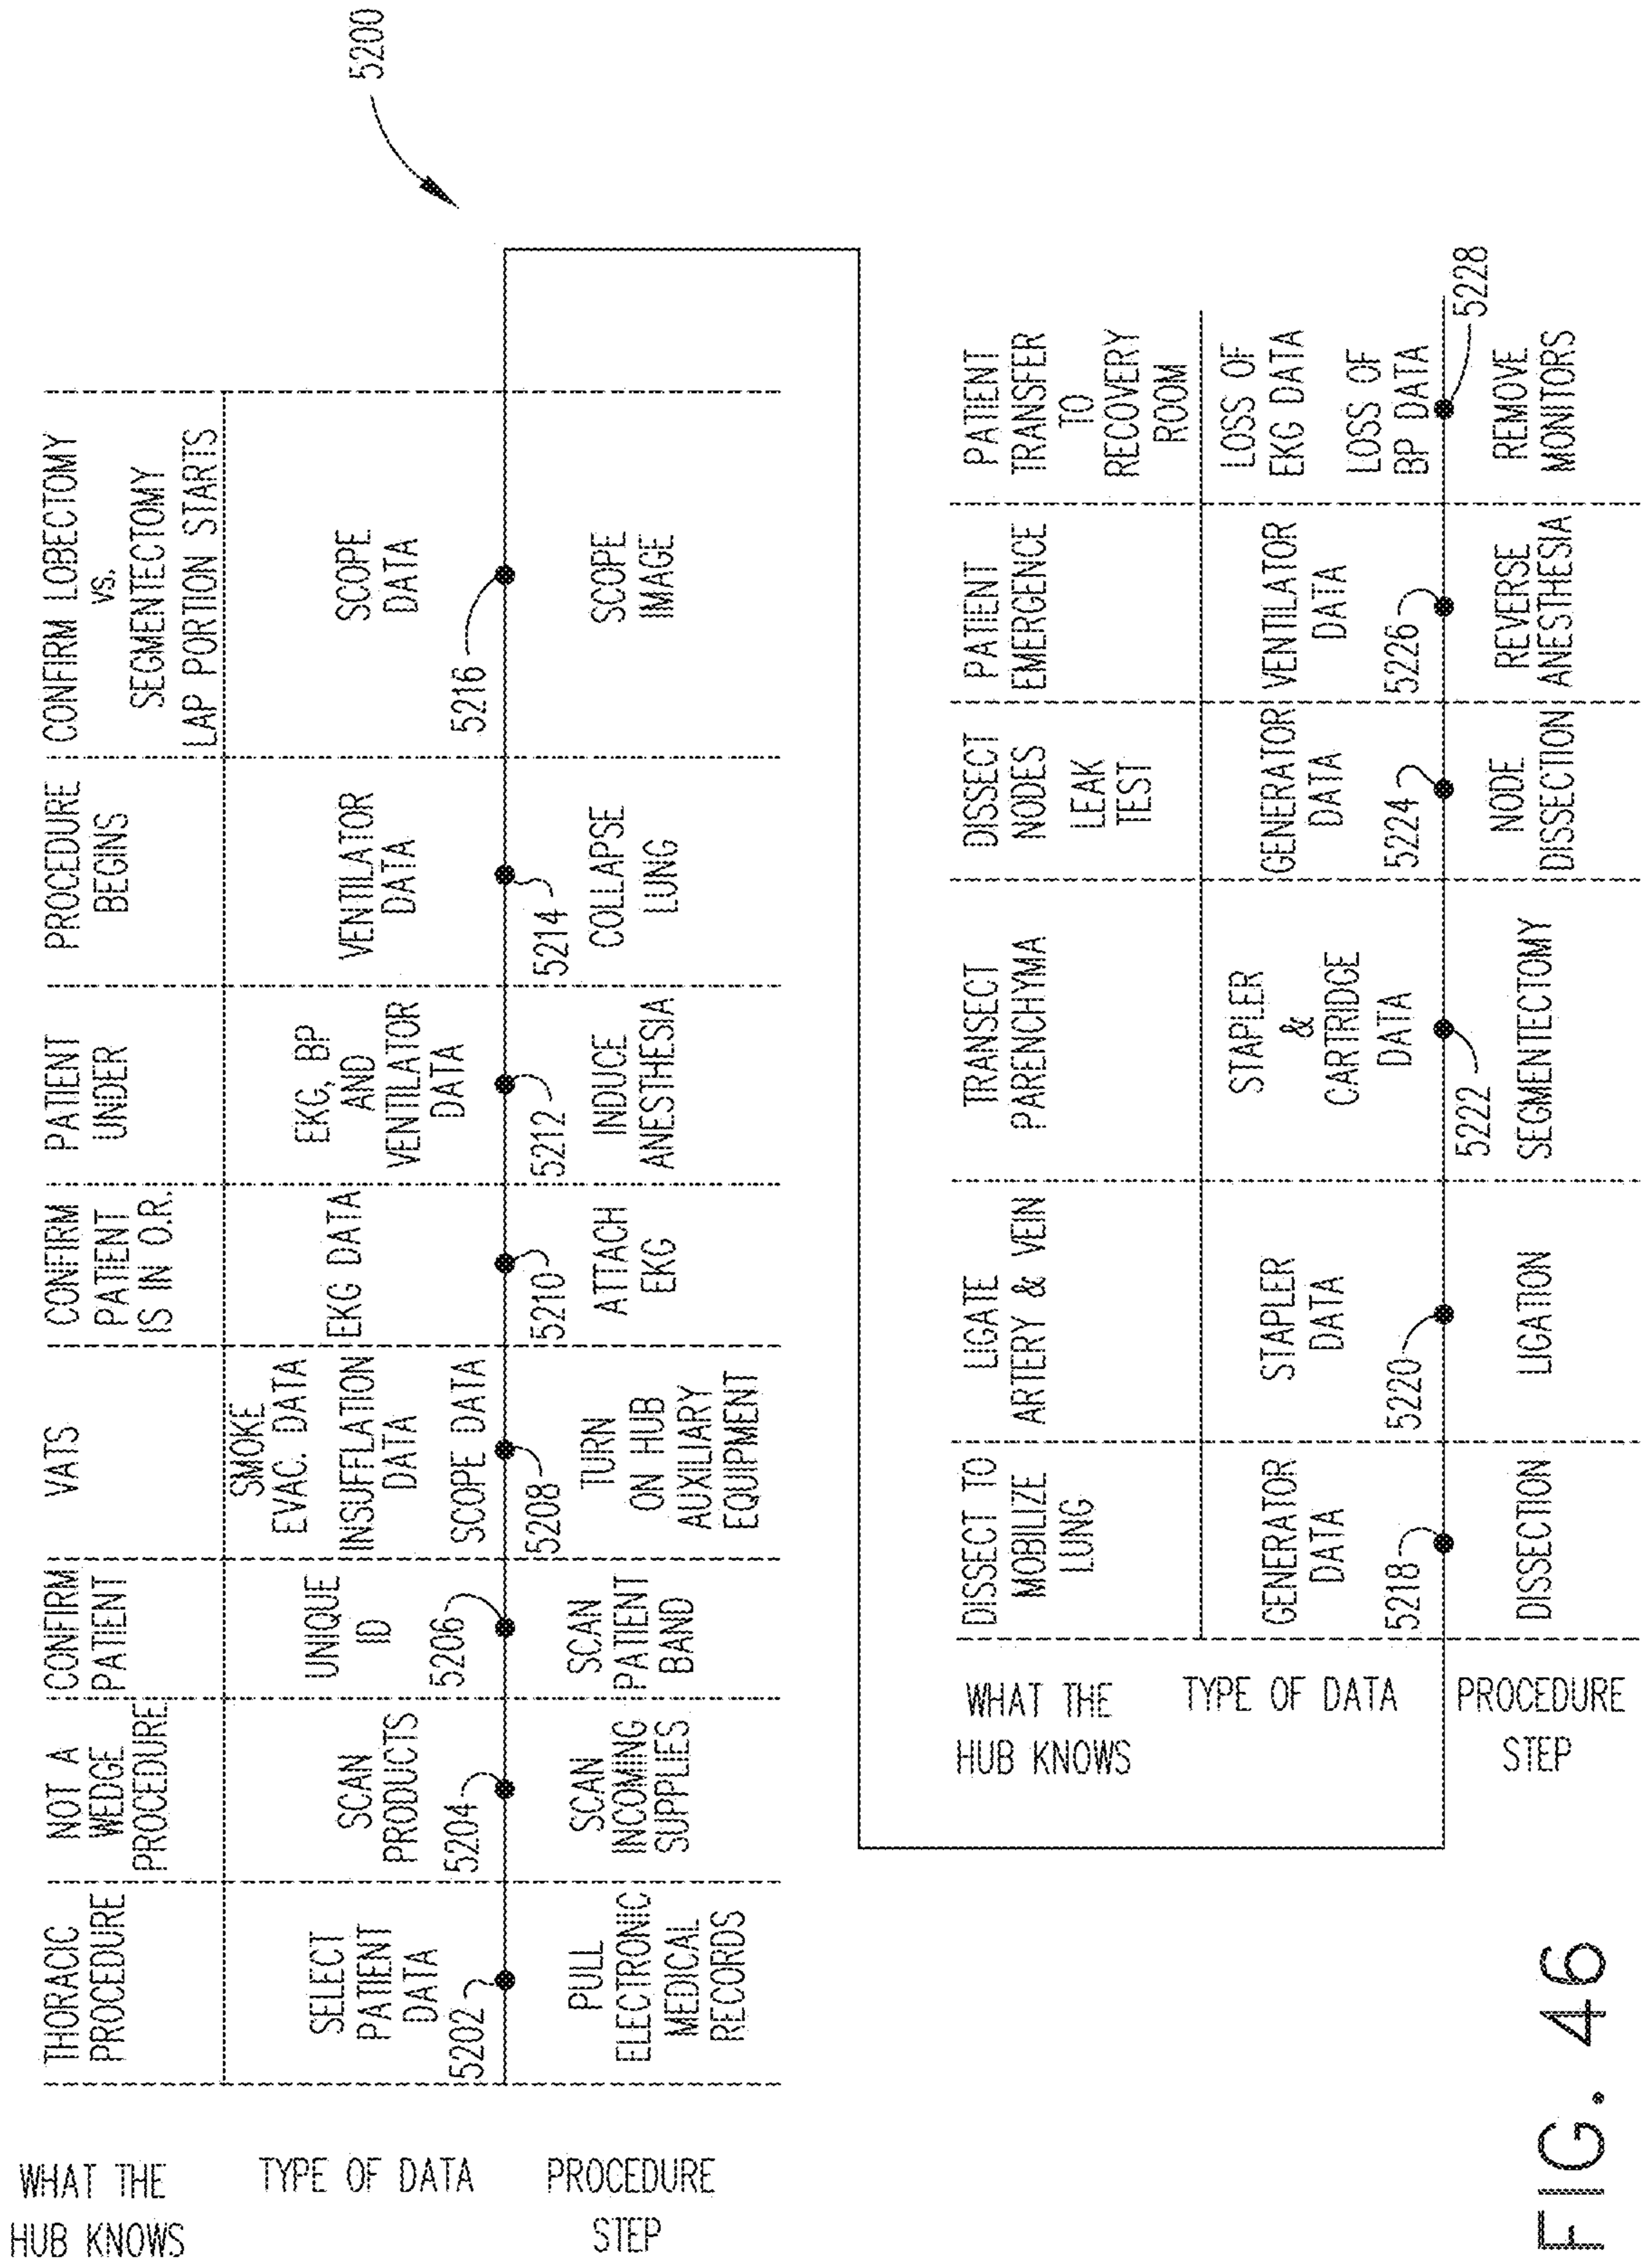 5200
WHAT THE
HUB KNOWS
THORACIC
PROCEDURE
NOT A
WEDGE
PROCEDURE
CONFIRM
PATIENT
VATS
CONFIRM
PATIENT
IS IN O.R.
PATIENT
UNDER
PROCEDURE
BEGINS
CONFIRM LOBECTOMY
VS.
SEGMENTECTOMY
LAP PORTION STARTS
TYPE OF DATA
SELECT
PATIENT
DATA
SCAN
PRODUCTS
UNIQUE
ID
SMOKE
EVAC. DATA
INSUFFLATION
DATA
SCOPE DATA
EKG DATA
EKG, BP
AND
VENTILATOR
DATA
VENTILATOR
DATA
SCOPE
DATA
5202
5204
5206
5208
5210
5212
5214
5216
PROCEDURE
STEP
PULL
ELECTRONIC
MEDICAL
RECORDS
SCAN
INCOMING
SUPPLIES
SCAN
PATIENT
BAND
TURN
ON HUB
AUXILIARY
EQUIPMENT
ATTACH
EKG
INDUCE
ANESTHESIA
COLLAPSE
LUNG
SCOPE
IMAGE
WHAT THE
HUB KNOWS
DISSECT TO
MOBILIZE
LUNG
LIGATE
ARTERY & VEIN
TRANSECT
PARENCHYMA
DISSECT
NODES
LEAK
TEST
PATIENT
EMERGENCE
PATIENT
TRANSFER
TO
RECOVERY
ROOM
TYPE OF DATA
GENERATOR
DATA
STAPLER
DATA
STAPLER
&
CARTRIDGE
DATA
GENERATOR
DATA
VENTILATOR
DATA
LOSS OF
EKG DATA
LOSS OF
BP DATA
5218
5220
5222
5224
5226
5228
PROCEDURE
STEP
DISSECTION
LIGATION
SEGMENTECTOMY
NODE
DISSECTION
REVERSE
ANESTHESIA
REMOVE
MONITORS
FIG. 46